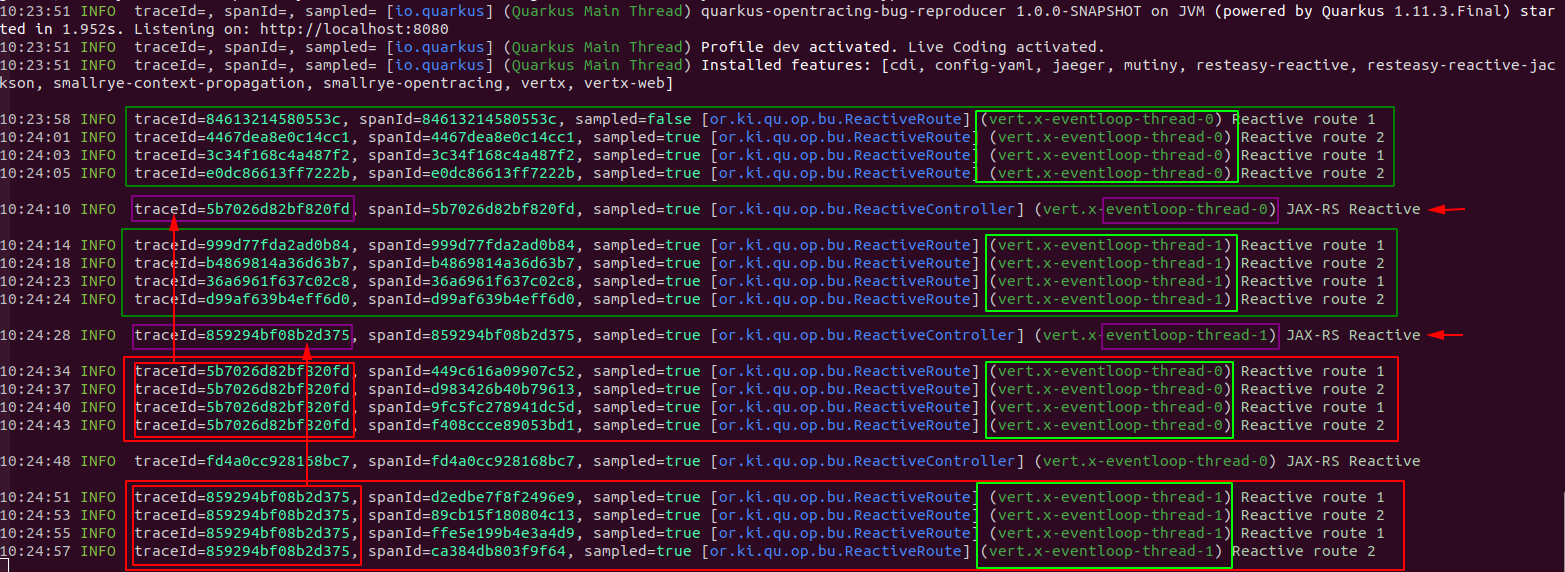 10:23:51 INFO traceId=, spanId=, sampled= [io.quarkus] (Quarkus Main Thread) quarkus-opentracing-bug-reproducer 1.0.0-SNAPSHOT on JVM (powered by Quarkus 1.11.3.Final) star
ted in 1.952s. Listening on: http://localhost:8080
10:23:51 INFO traceId=, spanId=, sampled= [io.quarkus] (Quarkus Main Thread) Profile dev activated. Live Coding activated.
10:23:51 INFO traceId=, spanId=, sampled= [io.quarkus] (Quarkus Main Thread) Installed features: [cdi, config-yaml, jaeger, mutiny, resteasy-reactive, resteasy-reactive-jac
kson, smallrye-context-propagation, smallrye-opentracing, vertx, vertx-web]
10:23:58 INFO traceId=84613214580553c, spanId=84613214580553c, sampled=false [or.ki.qu.op.bu.ReactiveRoute] (vert.x-eventloop-thread-0) Reactive route 1
10:24:01 INFO traceId=4467dea8e0c14cc1, spanId=4467dea8e0c14cc1, sampled=true [or.ki.qu.op.bu.ReactiveRoute] (vert.x-eventloop-thread-0) Reactive route 2
10:24:03 INFO traceId=3c34f168c4a487f2, spanId=3c34f168c4a487f2, sampled=true [or.ki.qu.op.bu.ReactiveRoute] (vert.x-eventloop-thread-0) Reactive route 1
10:24:05 INFO traceId=e0dc86613ff7222b, spanId=e0dc86613ff7222b, sampled=true [or.ki.qu.op.bu.ReactiveRoute] (vert.x-eventloop-thread-0) Reactive route 2
10:24:10 INFO traceId=5b7026d82bf820fd, spanId=5b7026d82bf820fd, sampled=true [or.ki.qu.op.bu.ReactiveController] (vert.x-eventloop-thread-0) JAX-RS Reactive
10:24:14 INFO traceId=999d77fda2ad0b84, spanId=999d77fda2ad0b84, sampled=true [or.ki.qu.op.bu.ReactiveRoute] (vert.x-eventloop-thread-1) Reactive route 1
10:24:18 INFO traceId=b4869814a36d63b7, spanId=b4869814a36d63b7, sampled=true [or.ki.qu.op.bu.ReactiveRoute] (vert.x-eventloop-thread-1) Reactive route 2
10:24:23 INFO traceId=36a6961f637c02c8, spanId=36a6961f637c02c8, sampled=true [or.ki.qu.op.bu.ReactiveRoute] (vert.x-eventloop-thread-1) Reactive route 1
10:24:24 INFO traceId=d99af639b4eff6d0, spanId=d99af639b4eff6d0, sampled=true [or.ki.qu.op.bu.ReactiveRoute] (vert.x-eventloop-thread-1) Reactive route 2
10:24:28 INFO traceId=859294bf08b2d375, spanId=859294bf08b2d375, sampled=true [or.ki.qu.op.bu.ReactiveController] (vert.x-eventloop-thread-1) JAX-RS Reactive
10:24:34 INFO traceId=5b7026d82bf820fd, spanId=449c616a09907c52, sampled=true [or.ki.qu.op.bu.ReactiveRoute] (vert.x-eventloop-thread-0) Reactive route 1
10:24:37 INFO traceId=5b7026d82bf820fd, spanId=d983426b40b79613, sampled=true [or.ki.qu.op.bu.ReactiveRoute] (vert.x-eventloop-thread-0) Reactive route 2
10:24:40 INFO traceId=5b7026d82bf820fd, spanId=9fc5fc278941dc5d, sampled=true [or.ki.qu.op.bu.ReactiveRoute] (vert.x-eventloop-thread-0) Reactive route 1
10:24:43 INFO traceId=5b7026d82bf820fd, spanId=f408ccce89053bd1, sampled=true [or.ki.qu.op.bu.ReactiveRoute] (vert.x-eventloop-thread-0) Reactive route 2
10:24:48 INFO traceId=fd4a0cc928168bc7, spanId=fd4a0cc928168bc7, sampled=true [or.ki.qu.op.bu.ReactiveController] (vert.x-eventloop-thread-0) JAX-RS Reactive
10:24:51 INFO traceId=859294bf08b2d375, spanId=d2edbe7f8f2496e9, sampled=true [or.ki.qu.op.bu.ReactiveRoute] (vert.x-eventloop-thread-1) Reactive route 1
10:24:53 INFO traceId=859294bf08b2d375, spanId=89cb15f180804c13, sampled=true [or.ki.qu.op.bu.ReactiveRoute] (vert.x-eventloop-thread-1) Reactive route 2
10:24:55 INFO traceId=859294bf08b2d375, spanId=ffe5e199b4e3a4d9, sampled=true [or.ki.qu.op.bu.ReactiveRoute] (vert.x-eventloop-thread-1) Reactive route 1
10:24:57 INFO traceId=859294bf08b2d375, spanId=ca384db803f9f64, sampled=true [or.ki.qu.op.bu.ReactiveRoute] (vert.x-eventloop-thread-1) Reactive route 2